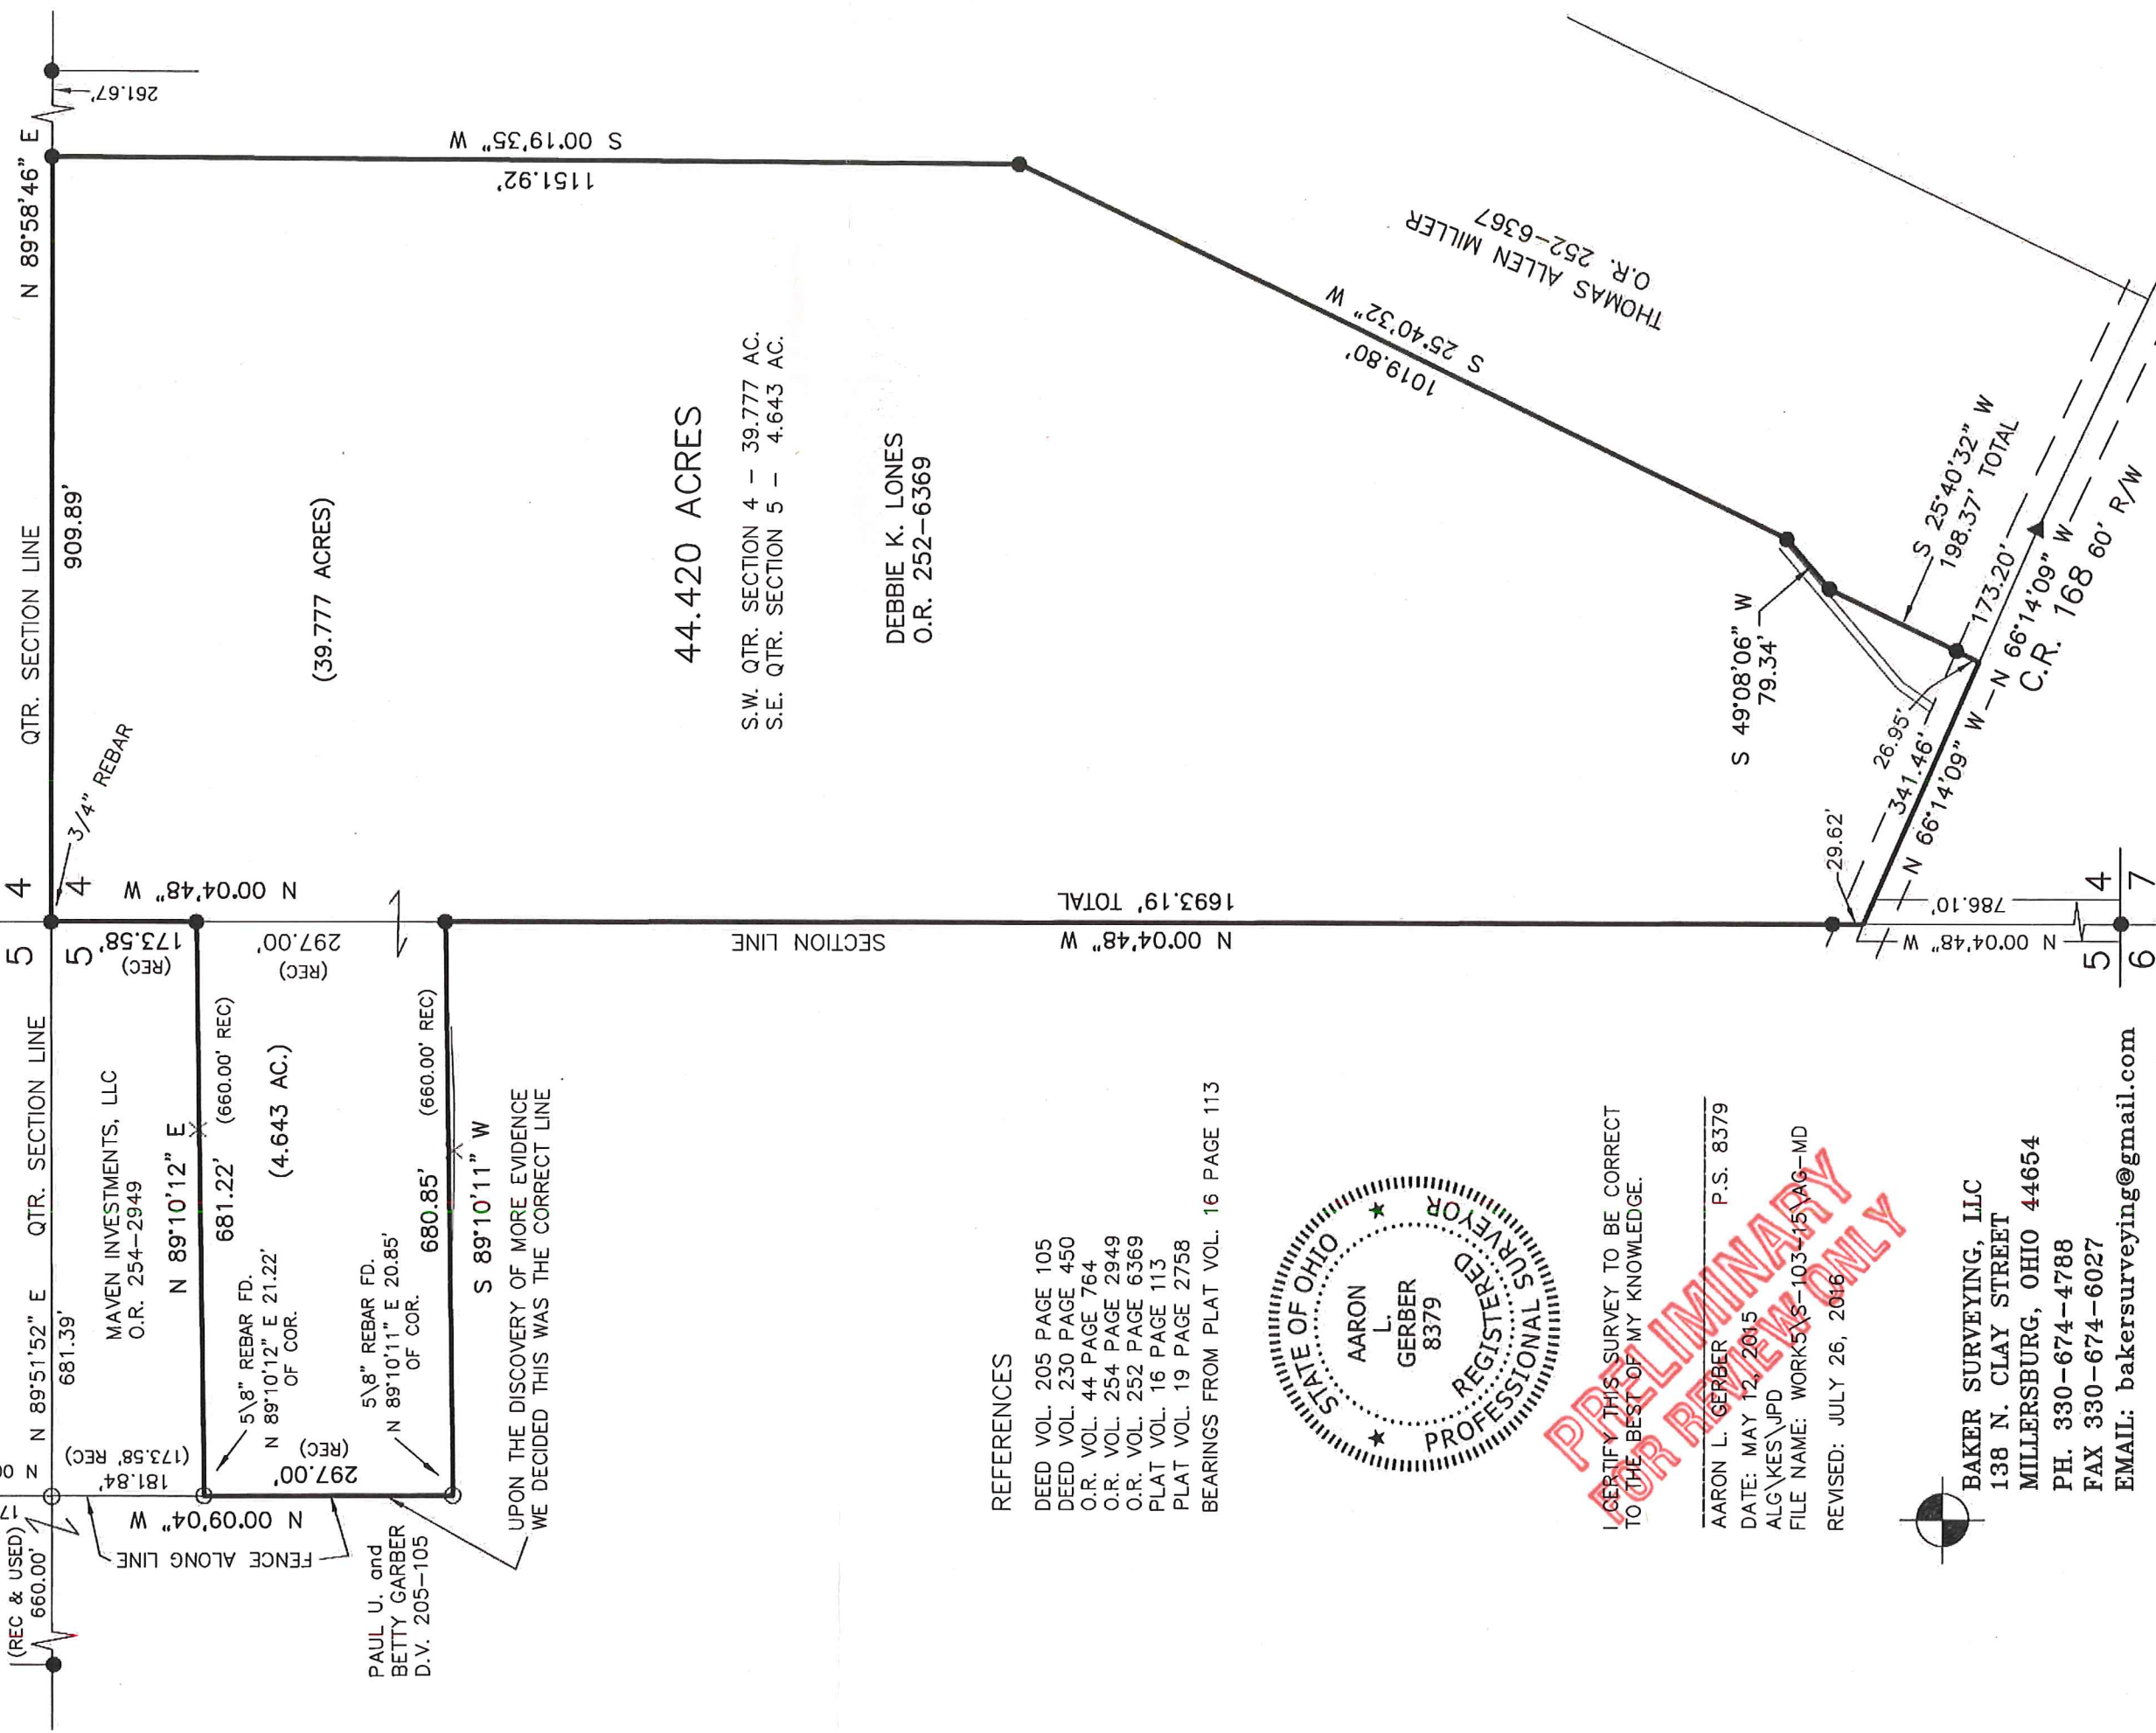 (REC & USED)
660.00'
17
N 00
N 89°51'52" E
QTR. SECTION LINE
681.39'
5
4
5
4
QTR. SECTION LINE
N 89°58'46" E
909.89'
261.67'
3/4" REBAR
MAVEN INVESTMENTS, LLC
O.R. 254-2949
181.84'
(173.58' REC)
173.58'
(REC)
N 00°04'48" W
N 89°10'12" E
681.22'
(660.00' REC)
(4.643 AC.)
5\8" REBAR FD.
N 89°10'12" E 21.22'
OF COR.
5\8" REBAR FD.
N 89°10'11" E 20.85'
OF COR.
297.00'
(REC)
297.00'
(REC)
N 00°09'04" W
FENCE ALONG LINE
680.85'
(660.00' REC)
S 89°10'11" W
PAUL U. and
BETTY GARBER
D.V. 205-105
UPON THE DISCOVERY OF MORE EVIDENCE
WE DECIDED THIS WAS THE CORRECT LINE
(39.777 ACRES)
S 00°19'35" W
1151.92'
44.420 ACRES
S.W. QTR. SECTION 4 - 39.777 AC.
S.E. QTR. SECTION 5 - 4.643 AC.
DEBBIE K. LONES
O.R. 252-6369
SECTION LINE
N 00°04'48" W
1693.19' TOTAL
S 25°40'32" W
1019.80'
THOMAS ALLEN MILLER
O.R. 252-6367
S 49°08'06" W
79.34'
S 25°40'32" W
198.37' TOTAL
173.20'
26.95'
29.62'
341.46'
N 66°14'09" W
N 66°14'09" W
C.R. 168 60' R/W
786.10'
N 00°04'48" W
5
4
6
7
REFERENCES
DEED VOL. 205 PAGE 105
DEED VOL. 230 PAGE 450
O.R. VOL. 44 PAGE 764
O.R. VOL. 254 PAGE 2949
O.R. VOL. 252 PAGE 6369
PLAT VOL. 16 PAGE 113
PLAT VOL. 19 PAGE 2758
BEARINGS FROM PLAT VOL. 16 PAGE 113
STATE OF OHIO
AARON
L.
GERBER
8379
REGISTERED
PROFESSIONAL SURVEYOR
I CERTIFY THIS SURVEY TO BE CORRECT
TO THE BEST OF MY KNOWLEDGE.
AARON L. GERBER P.S. 8379
DATE: MAY 12, 2015
ALG\KES\JPD
FILE NAME: WORK5\S-103-15\AG-MD
REVISED: JULY 26, 2016
PRELIMINARY
FOR REVIEW ONLY
BAKER SURVEYING, LLC
138 N. CLAY STREET
MILLERSBURG, OHIO 44654
PH. 330-674-4788
FAX 330-674-6027
EMAIL: bakersurveying@gmail.com